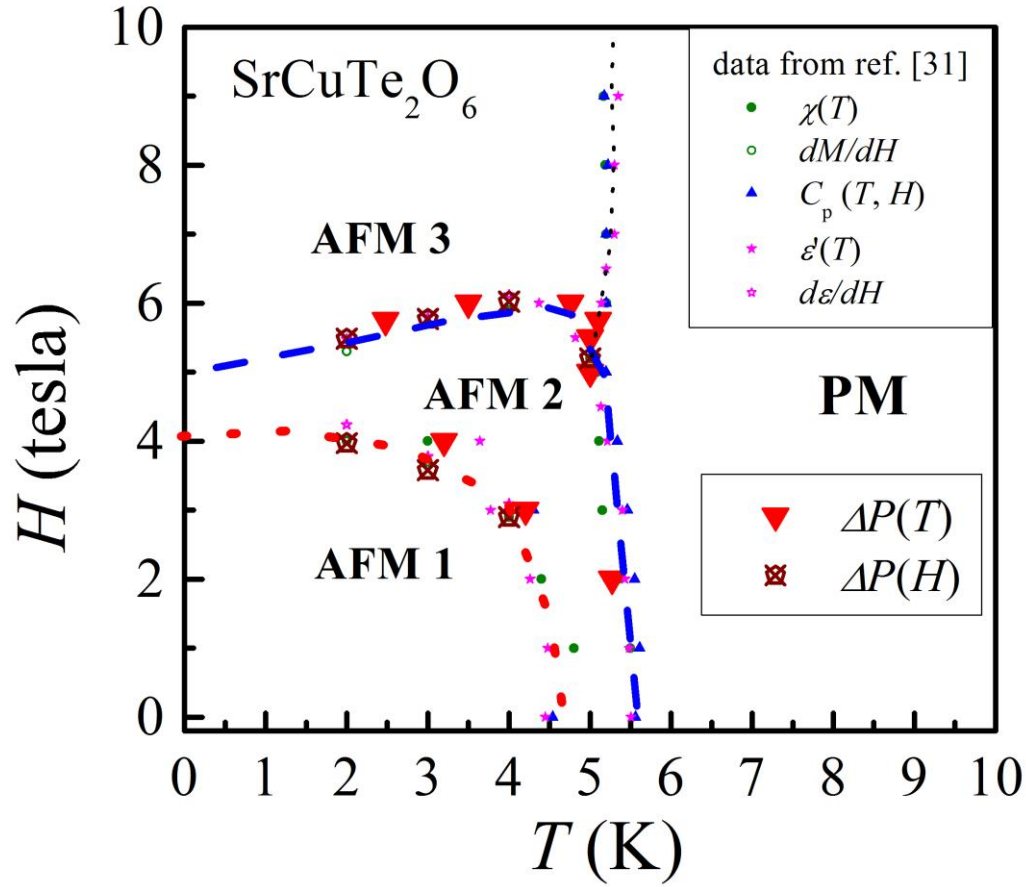 SrCuTe₂O₆
data from ref. [31]
χ(T)
dM/dH
Cₚ (T, H)
ε'(T)
dε/dH
AFM 3
AFM 2
PM
AFM 1
ΔP(T)
ΔP(H)
H (tesla)
10
8
6
4
2
0
0 1 2 3 4 5 6 7 8 9 10
T (K)